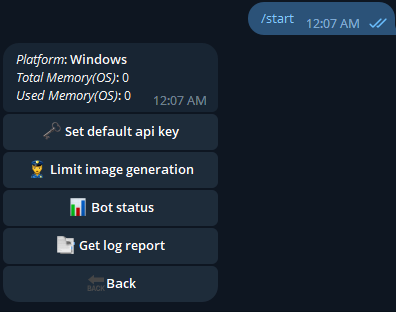 /start 12:07 AM
Platform: Windows
Total Memory(OS): 0
Used Memory(OS): 0 12:07 AM
Set default api key
Limit image generation
Bot status
Get log report
BACK Back